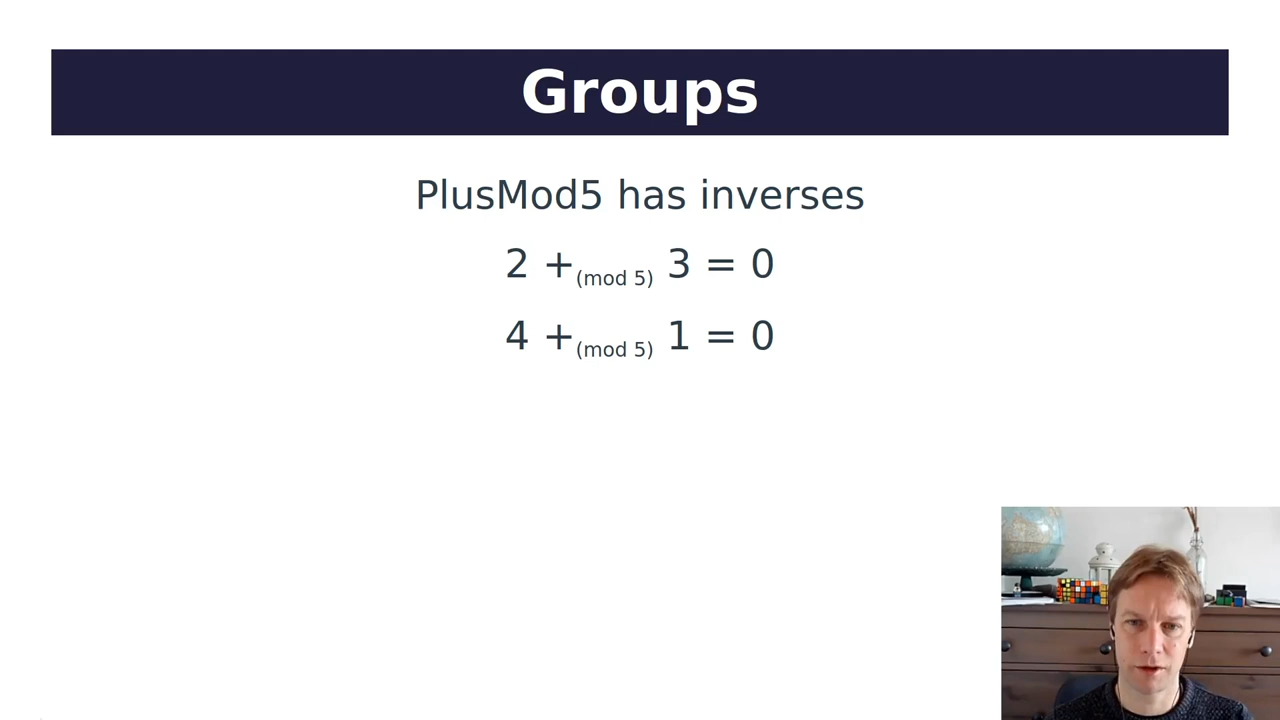 Groups
PlusMod5 has inverses
2 +(mod 5) 3 = 0
4 +(mod 5) 1 = 0